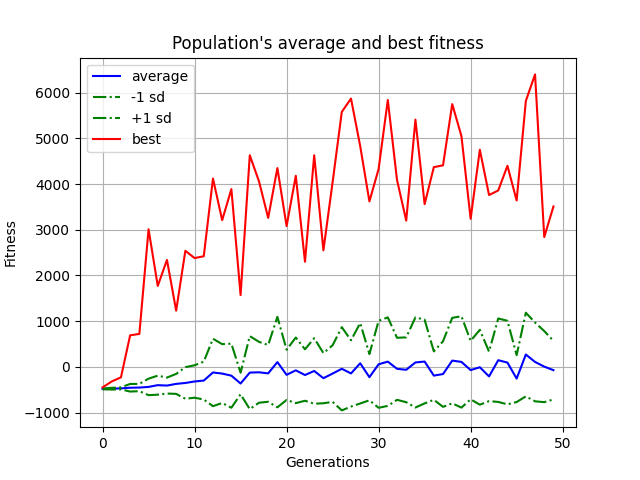 Population's average and best fitness
average
-1 sd
+1 sd
best
6000
5000
4000
3000
2000
1000
0
−1000
Fitness
0 10 20 30 40 50
Generations